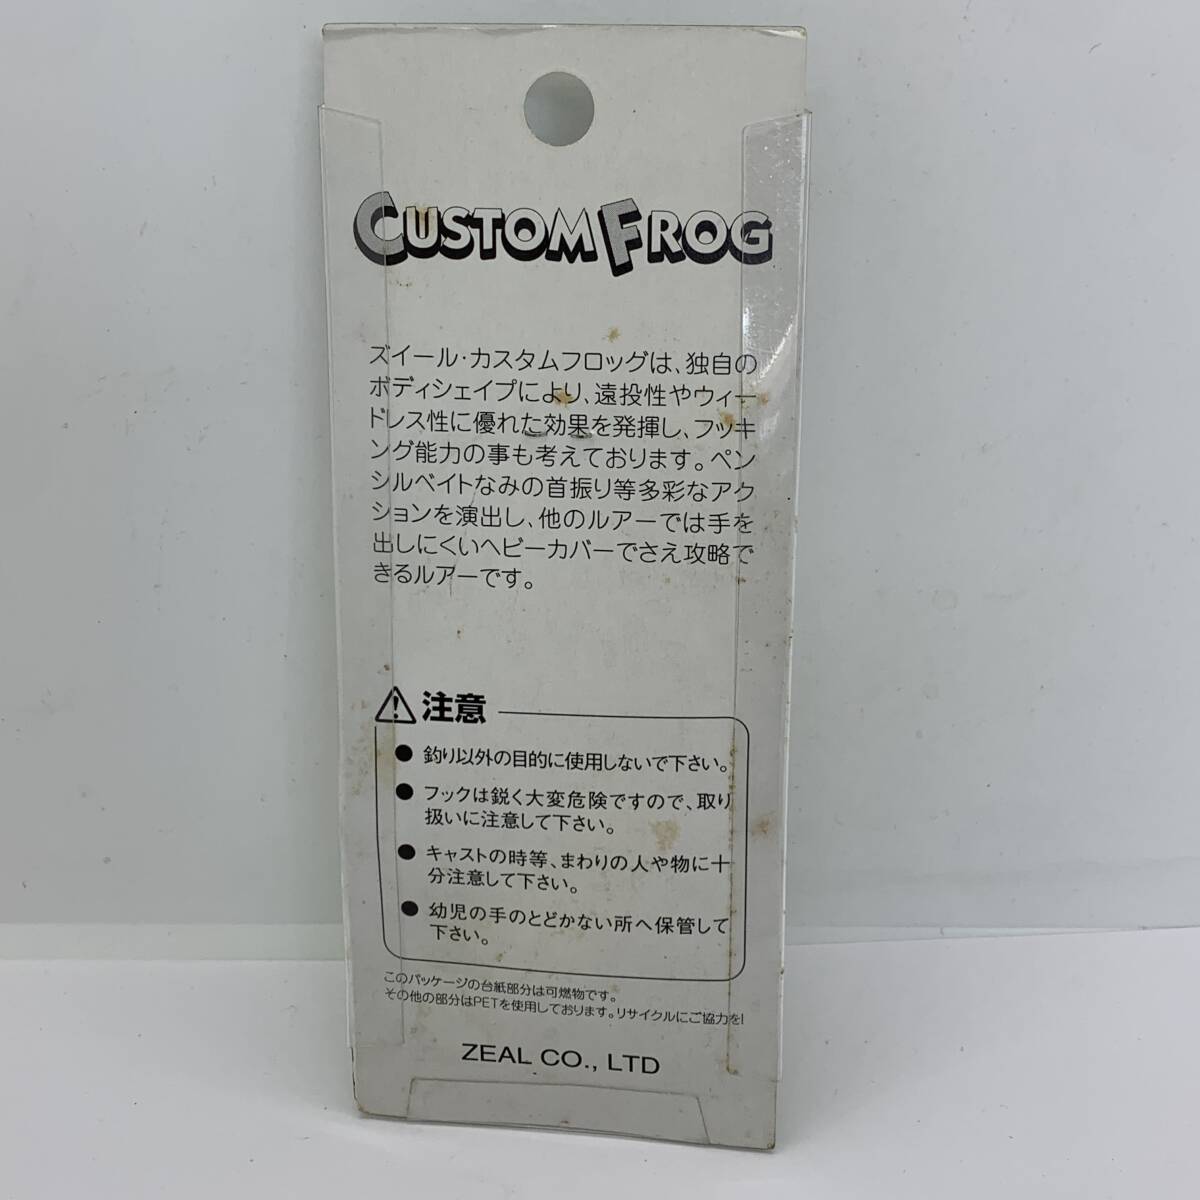 CUSTOMFROG
ズイール・カスタムフロッグは、独自の
ボディシェイプにより、遠投性やウィー
ドレス性に優れた効果を発揮し、フッキ
ング能力の事も考えております。ペン
シルベイトなみの首振り等多彩なアク
ションを演出し、他のルアーでは手を
出しにくいヘビーカバーでさえ攻略で
きるルアーです。
注意
● 釣り以外の目的に使用しないで下さい。
● フックは鋭く大変危険ですので、取り
扱いに注意して下さい。
● キャストの時等、まわりの人や物に十
分注意して下さい。
● 幼児の手のとどかない所へ保管して
下さい。
このパッケージの台紙部分は可燃物です。
その他の部分はPETを使用しております。リサイクルにご協力を!
ZEAL CO., LTD